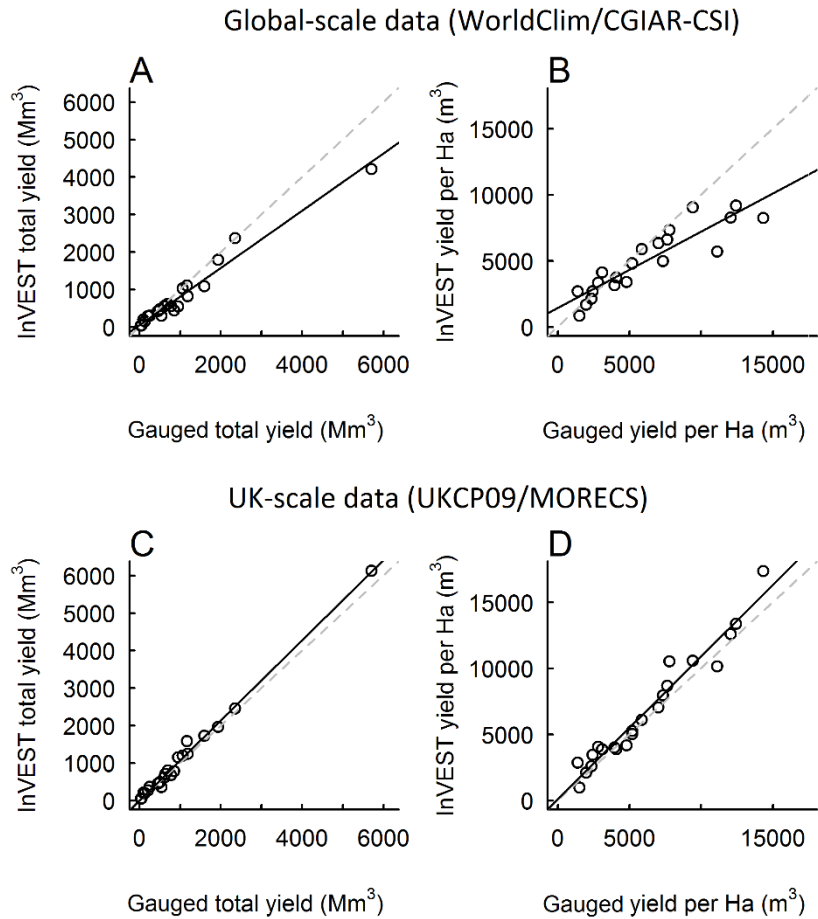 Global-scale data (WorldClim/CGIAR-CSI)
A
InVEST total yield (Mm³)
6000
5000
4000
3000
2000
1000
0
0 2000 4000 6000
Gauged total yield (Mm³)
B
InVEST yield per Ha (m³)
15000
10000
5000
0
0 5000 15000
Gauged yield per Ha (m³)
UK-scale data (UKCP09/MORECS)
C
InVEST total yield (Mm³)
6000
5000
4000
3000
2000
1000
0
0 2000 4000 6000
Gauged total yield (Mm³)
D
InVEST yield per Ha (m³)
15000
10000
5000
0
0 5000 15000
Gauged yield per Ha (m³)